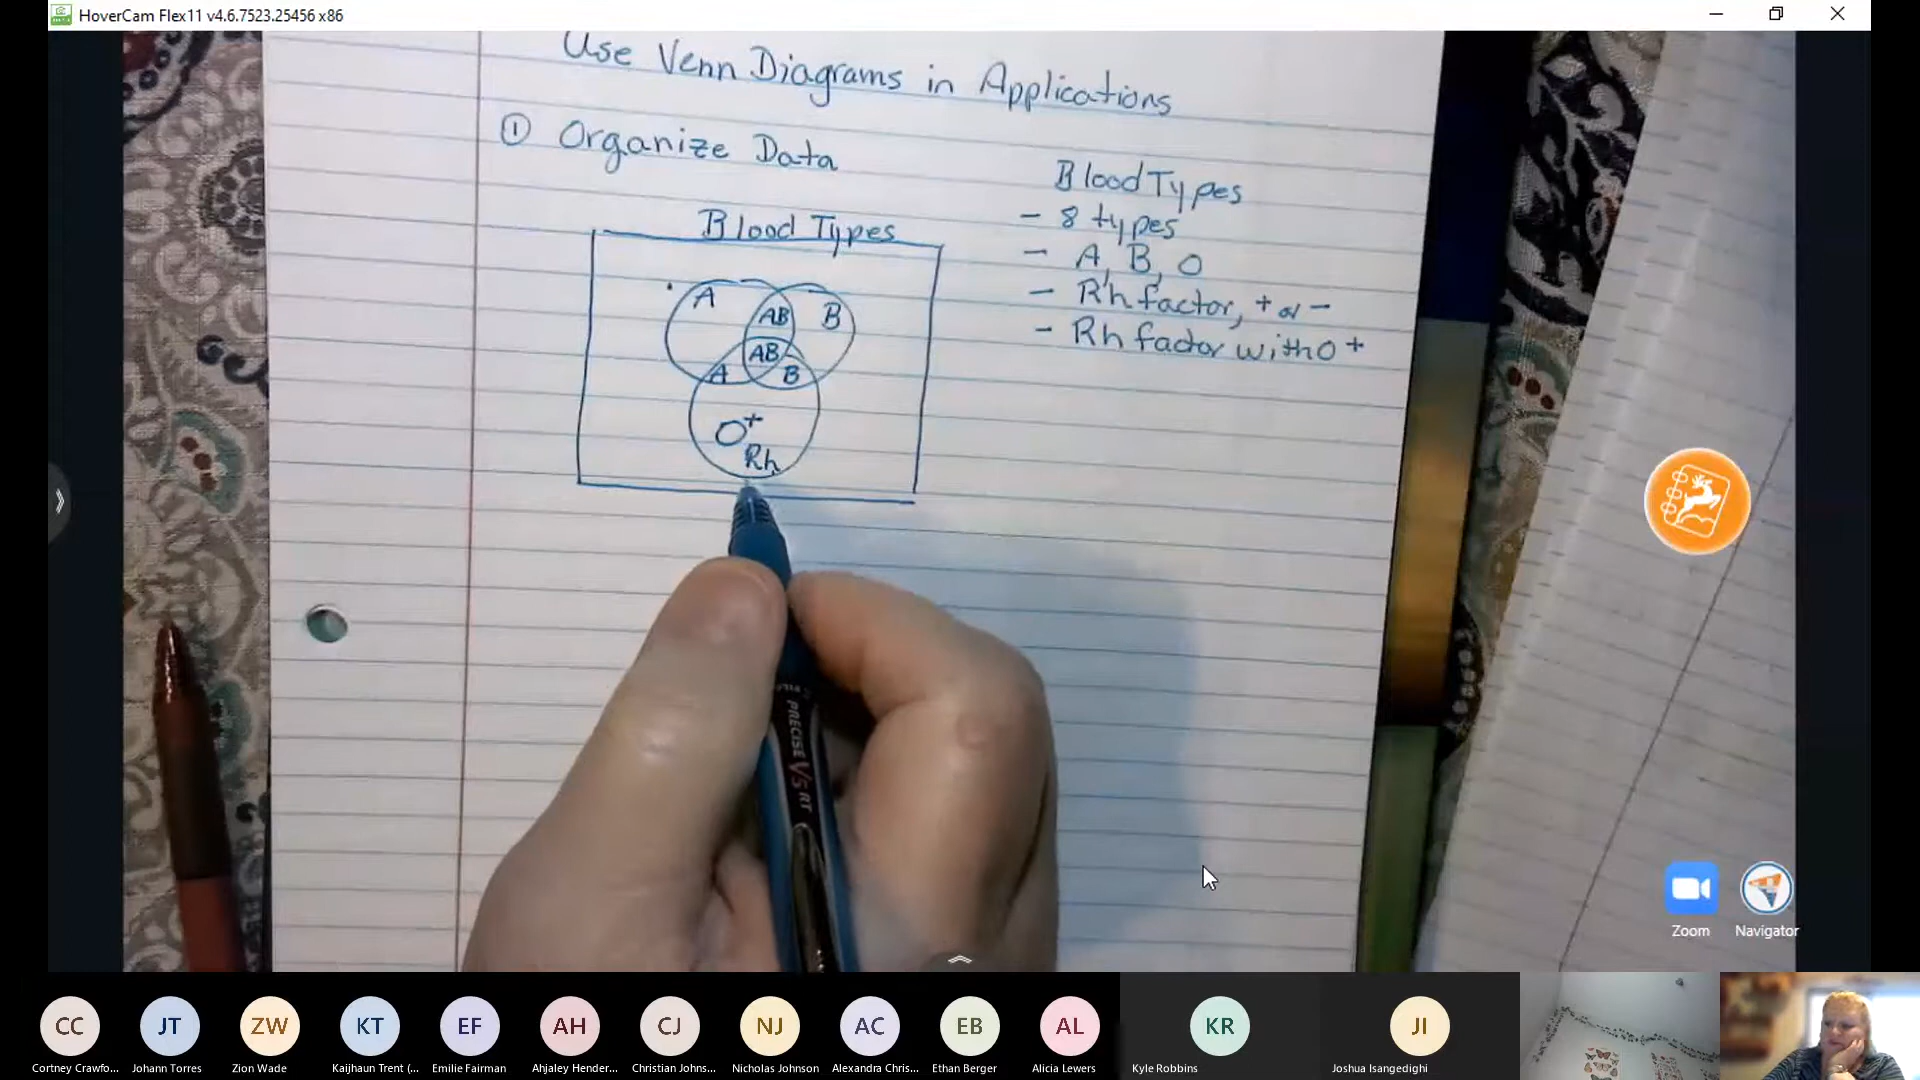 HoverCam Flex11 v4.6.7523.25456 x86
Use Venn Diagrams in Applications
① Organize Data
Blood Types
- 8 types
- A, B, O
- Rh factor, + or -
- Rh factor with O +
Blood Types
A
AB
B
AB
A
B
O+
Rh
PRECISE V5 RT
Zoom
Navigator
CC
JT
ZW
KT
EF
AH
CJ
NJ
AC
EB
AL
KR
JI
Cortney Crawfo...
Johann Torres
Zion Wade
Kaijhaun Trent (...
Emilie Fairman
Ahjaley Hender...
Christian Johns...
Nicholas Johnson
Alexandra Chris...
Ethan Berger
Alicia Lewers
Kyle Robbins
Joshua Isangedighi